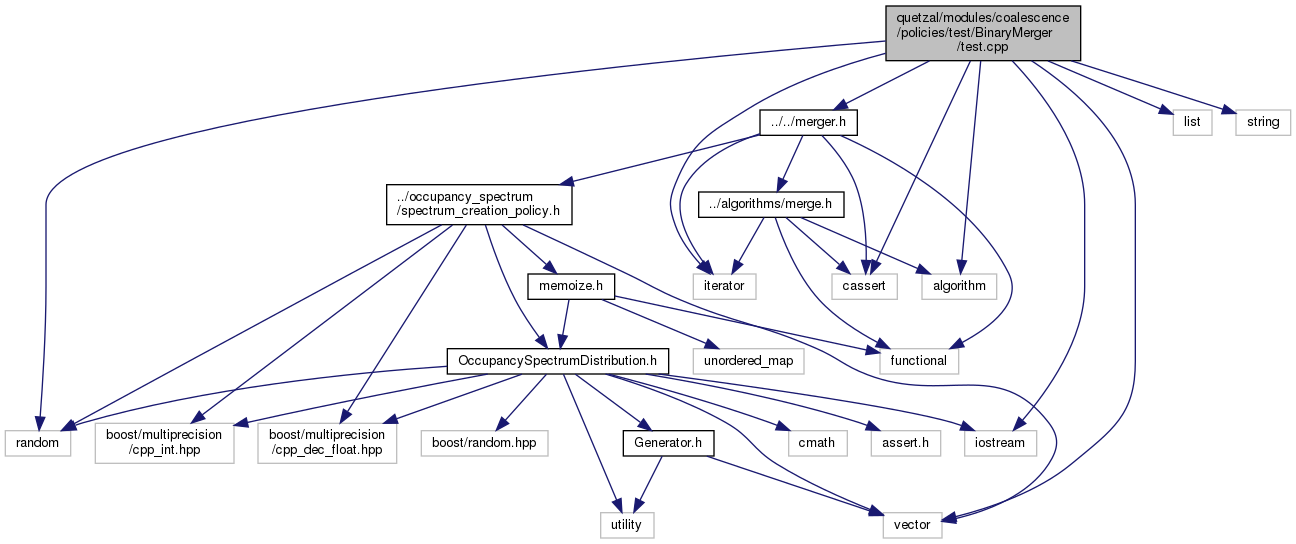 quetzal/modules/coalescence
/policies/test/BinaryMerger
/test.cpp
../../merger.h
list
string
../occupancy_spectrum
/spectrum_creation_policy.h
../algorithms/merge.h
memoize.h
iterator
cassert
algorithm
OccupancySpectrumDistribution.h
unordered_map
functional
random
boost/multiprecision
/cpp_int.hpp
boost/multiprecision
/cpp_dec_float.hpp
boost/random.hpp
Generator.h
cmath
assert.h
iostream
utility
vector